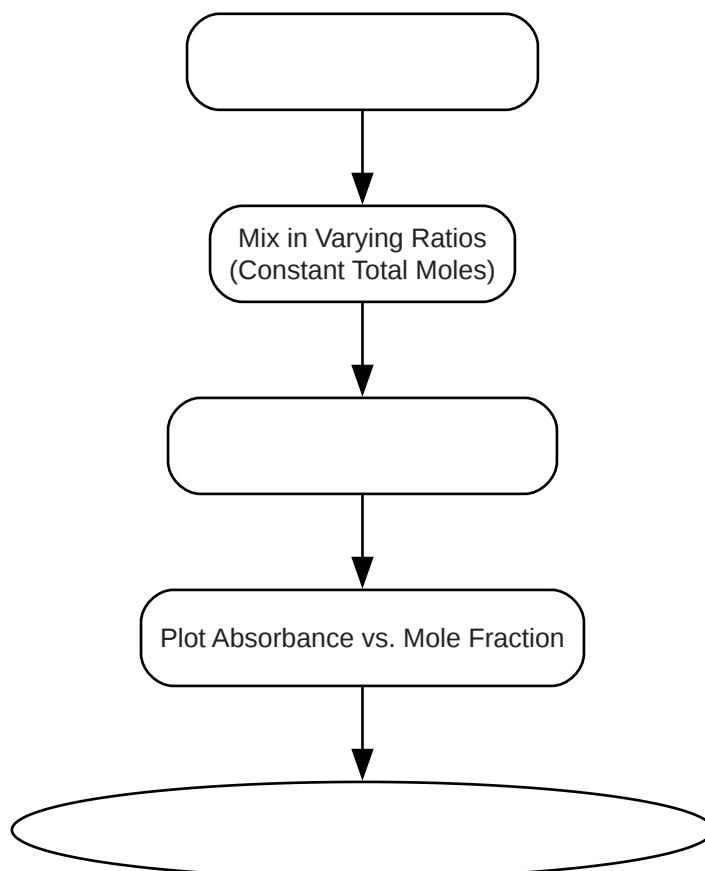 Mix in Varying Ratios
(Constant Total Moles)
Plot Absorbance vs. Mole Fraction